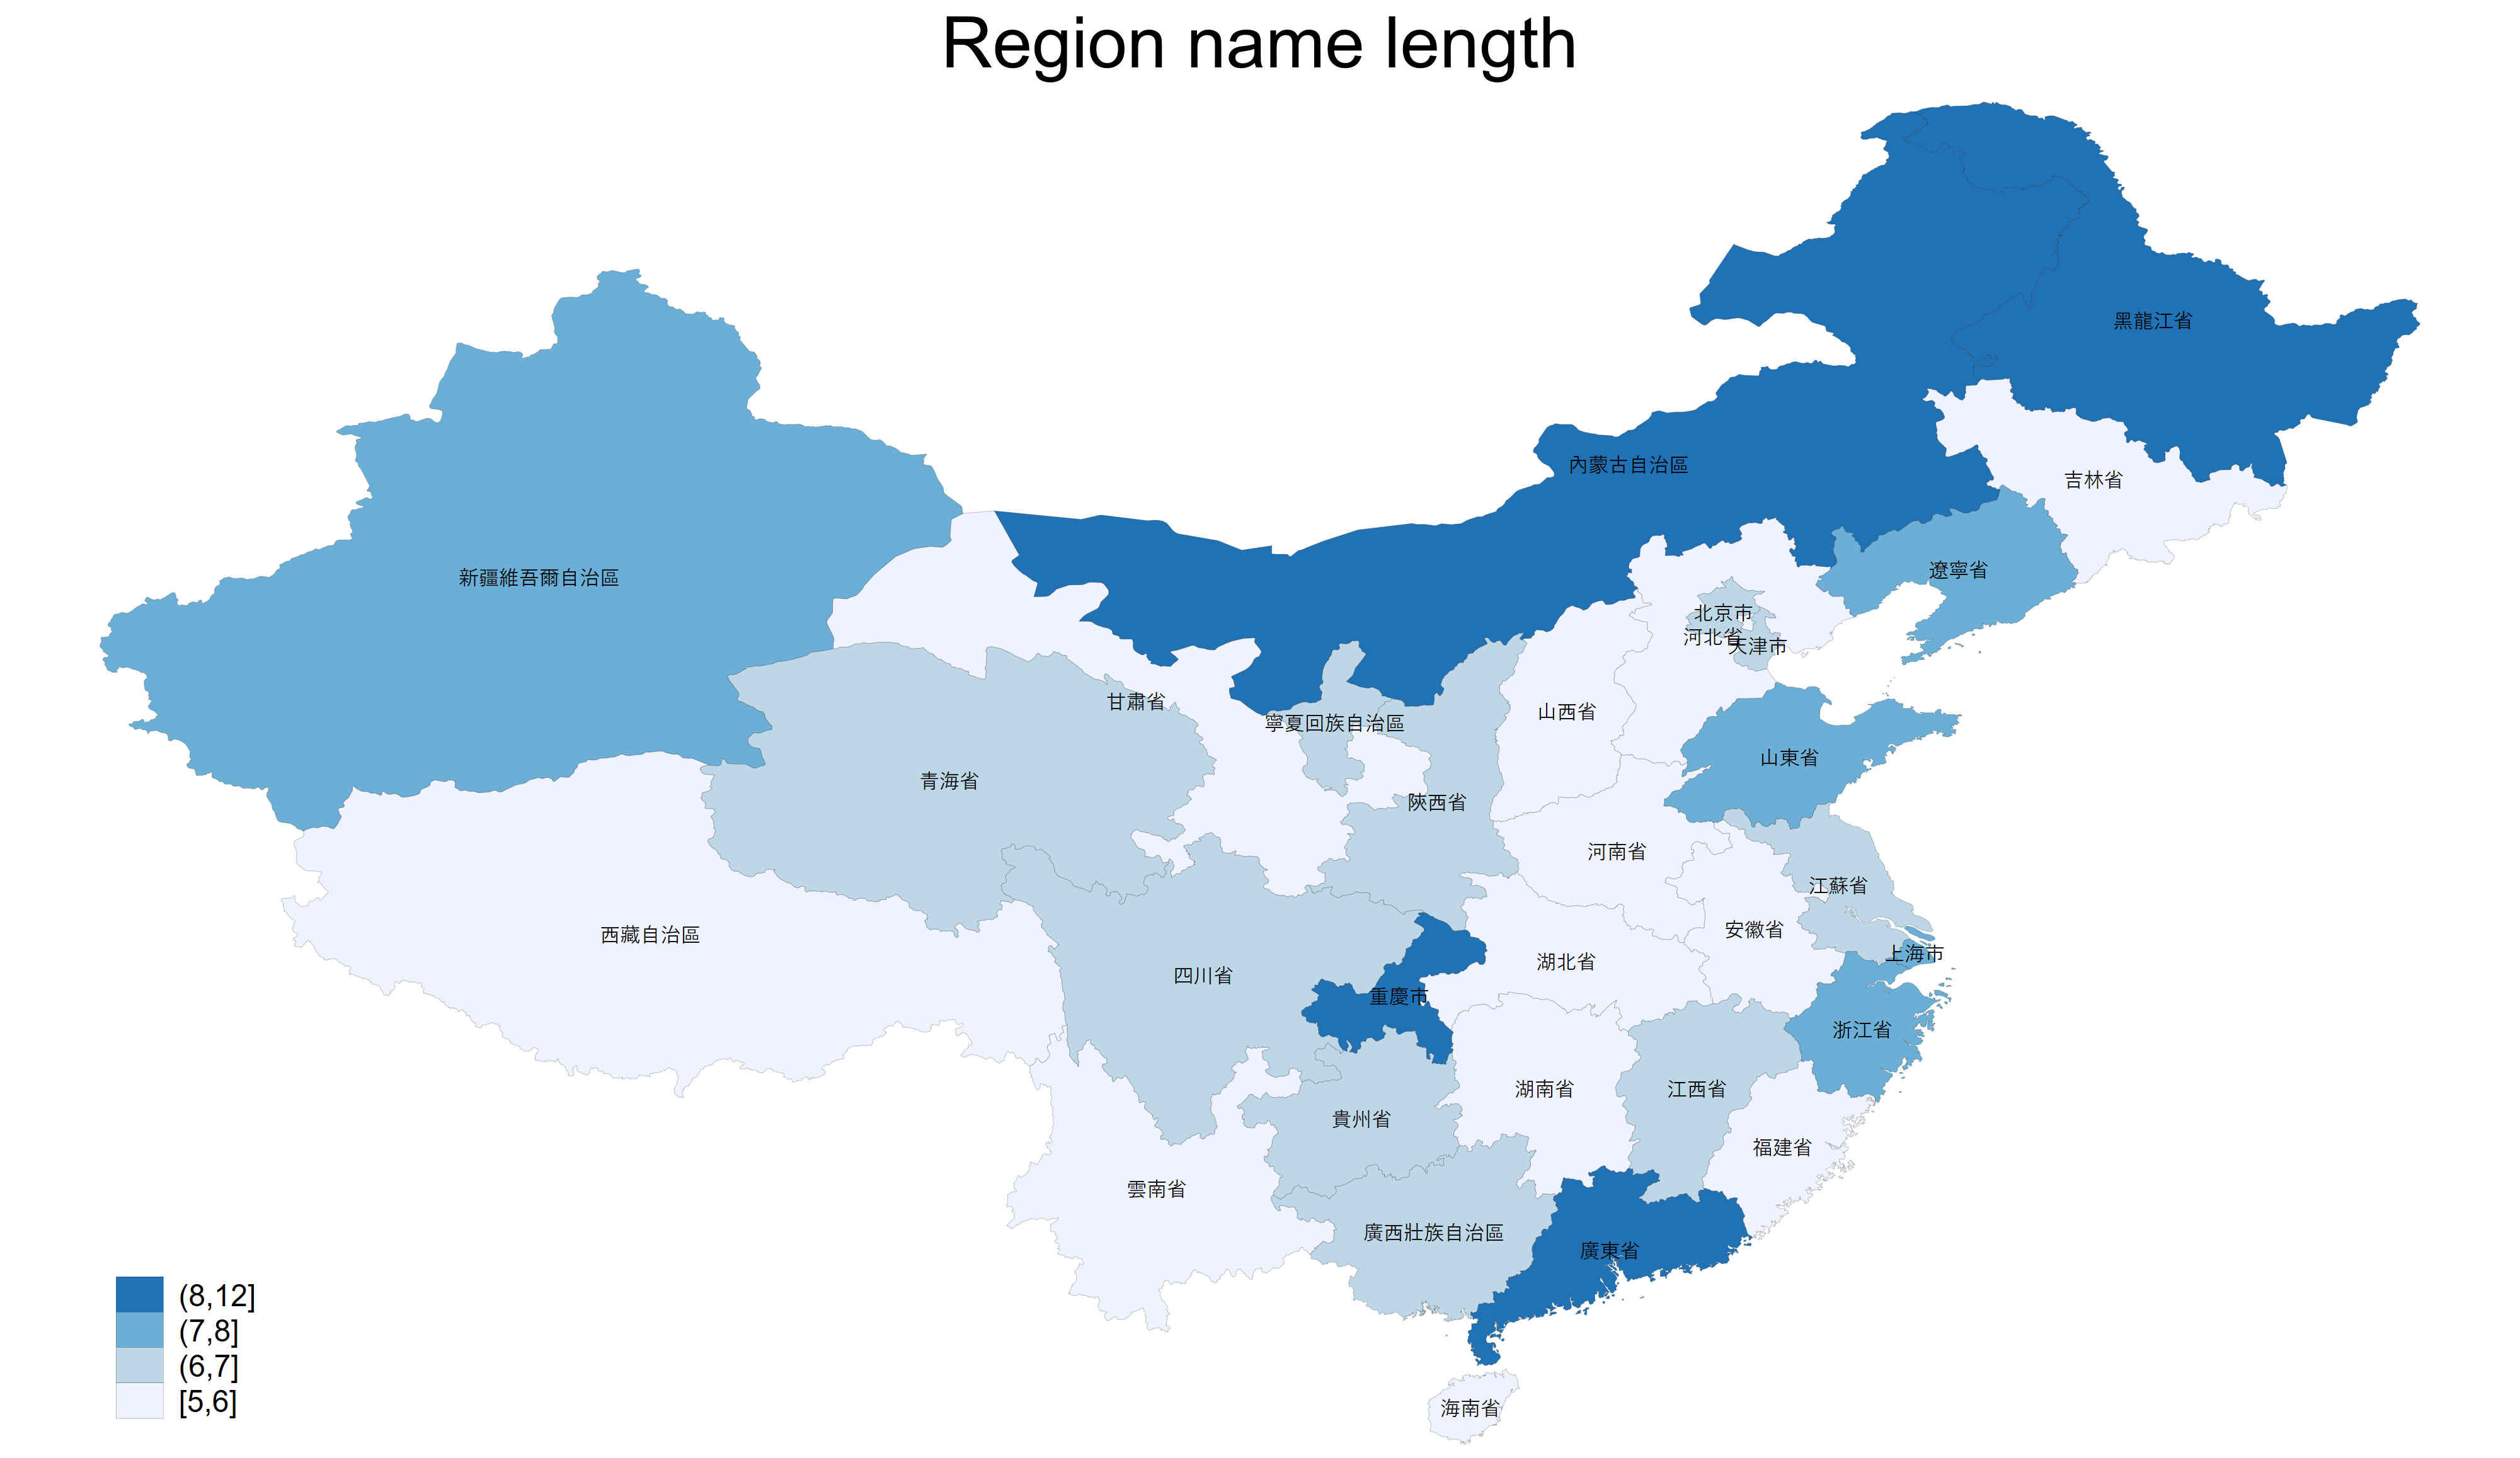 Region name length
黑龍江省
內蒙古自治區
吉林省
遼寧省
新疆維吾爾自治區
北京市
河北省
天津市
甘肅省
寧夏回族自治區
山西省
山東省
青海省
陝西省
河南省
江蘇省
安徽省
西藏自治區
上海市
湖北省
四川省
重慶市
浙江省
湖南省
江西省
貴州省
福建省
雲南省
廣西壯族自治區
廣東省
海南省
(8,12]
(7,8]
(6,7]
[5,6]